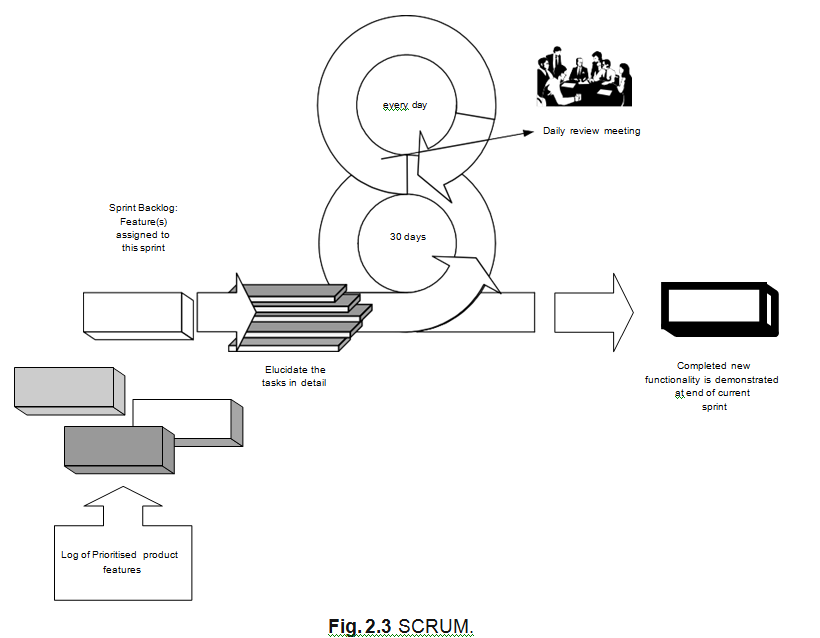 every day
Daily review meeting
Sprint Backlog:
Feature(s)
assigned to
this sprint
30 days
Elucidate the
tasks in detail
Completed new
functionality is demonstrated
at end of current
sprint
Log of Prioritised product
features
Fig. 2.3 SCRUM.